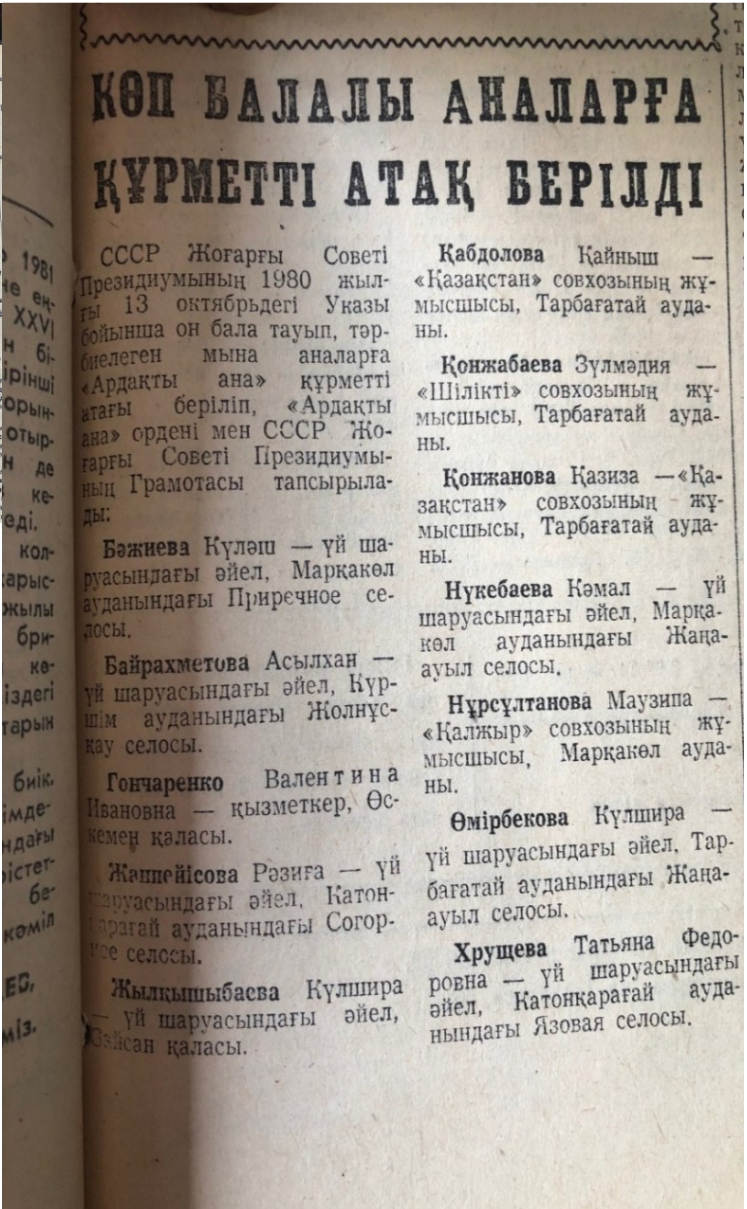 КӨП БАЛАЛЫ АНАЛАРҒА
ҚҰРМЕТТІ АТАҚ БЕРІЛДІ
СССР Жоғарғы Советі
Президиумының 1980 жыл-
ғы 13 октябрьдегі Указы
бойынша он бала тауып, тәр-
биелеген мына аналарға
«Ардақты ана» құрметті
атағы беріліп, «Ардақты
ана» ордені мен СССР Жо-
ғарғы Советі Президиумы-
ның Грамотасы тапсырыла-
ды:
Бәжиева Күләш — үй ша-
руасындағы әйел, Марқакөл
ауданындағы Приречное се-
лосы.
Байрахметова Асылхан —
үй шаруасындағы әйел, Күр-
шім ауданындағы Жолнұс-
қау селосы.
Гончаренко Валентина
Ивановна — қызметкер, Өс-
кемен қаласы.
Жаппейісова Рәзиға — үй
шаруасындағы әйел, Катон-
қарағай ауданындағы Согор-
ное селосы.
Жылқышыбаева Күлшира
— үй шаруасындағы әйел,
Зайсан қаласы.
Қабдолова Қайныш —
«Қазақстан» совхозының жұ-
мысшысы, Тарбағатай ауда-
ны.
Қонжабаева Зүлмәдия —
«Шілікті» совхозының жұ-
мысшысы, Тарбағатай ауда-
ны.
Қонжанова Қазиза —«Қа-
зақстан» совхозының жұ-
мысшысы, Тарбағатай ауда-
ны.
Нүкебаева Кәмал — үй
шаруасындағы әйел, Марқа-
көл ауданындағы Жаңа-
ауыл селосы.
Нұрсұлтанова Маузипа —
«Қалжыр» совхозының жұ-
мысшысы, Марқакөл ауда-
ны.
Өмірбекова Күлшира —
үй шаруасындағы әйел, Тар-
бағатай ауданындағы Жаңа-
ауыл селосы.
Хрущева Татьяна Федо-
ровна — үй шаруасындағы
әйел, Катонқарағай ауда-
нындағы Язовая селосы.